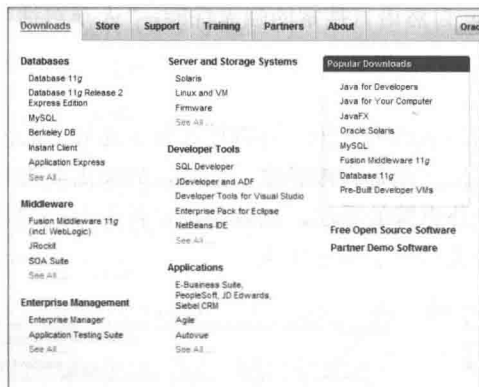 Downloads Store Support Training Partners About Orac
Databases
Database 11g
Database 11g Release 2
Express Edition
MySQL
Berkeley DB
Instant Client
Application Express
See All...
Middleware
Fusion Middleware 11g
(incl. WebLogic)
JRockit
SOA Suite
See All...
Enterprise Management
Enterprise Manager
Application Testing Suite
See All...
Server and Storage Systems
Solaris
Linux and VM
Firmware
See All...
Developer Tools
SQL Developer
JDeveloper and ADF
Developer Tools for Visual Studio
Enterprise Pack for Eclipse
NetBeans IDE
See All...
Applications
E-Business Suite,
PeopleSoft, JD Edwards,
Siebel CRM
Agile
Autovue
See All...
Popular Downloads
Java for Developers
Java for Your Computer
JavaFX
Oracle Solaris
MySQL
Fusion Middleware 11g
Database 11g
Pre-Built Developer VMs
Free Open Source Software
Partner Demo Software